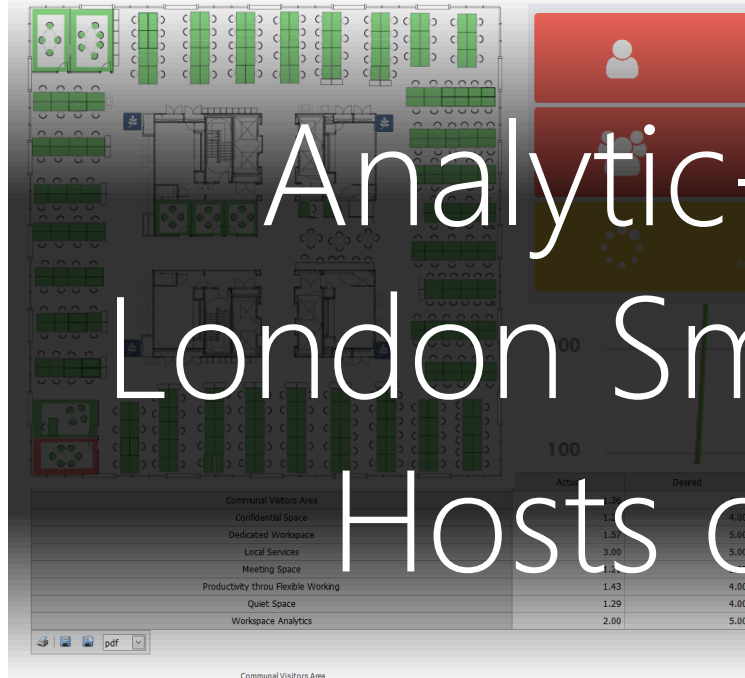 Analytic-
London Sm
Hosts o
00
100
Desired
Communal Visitors Area
Confidential Space 4.00
Dedicated Workspace 1.57 5.00
Local Services 3.00 5.00
Meeting Space
Productivity throu Flexible Working 1.43 4.00
Quiet Space 1.29 4.00
Workspace Analytics 2.00 5.00
pdf
Communal Visitors Area